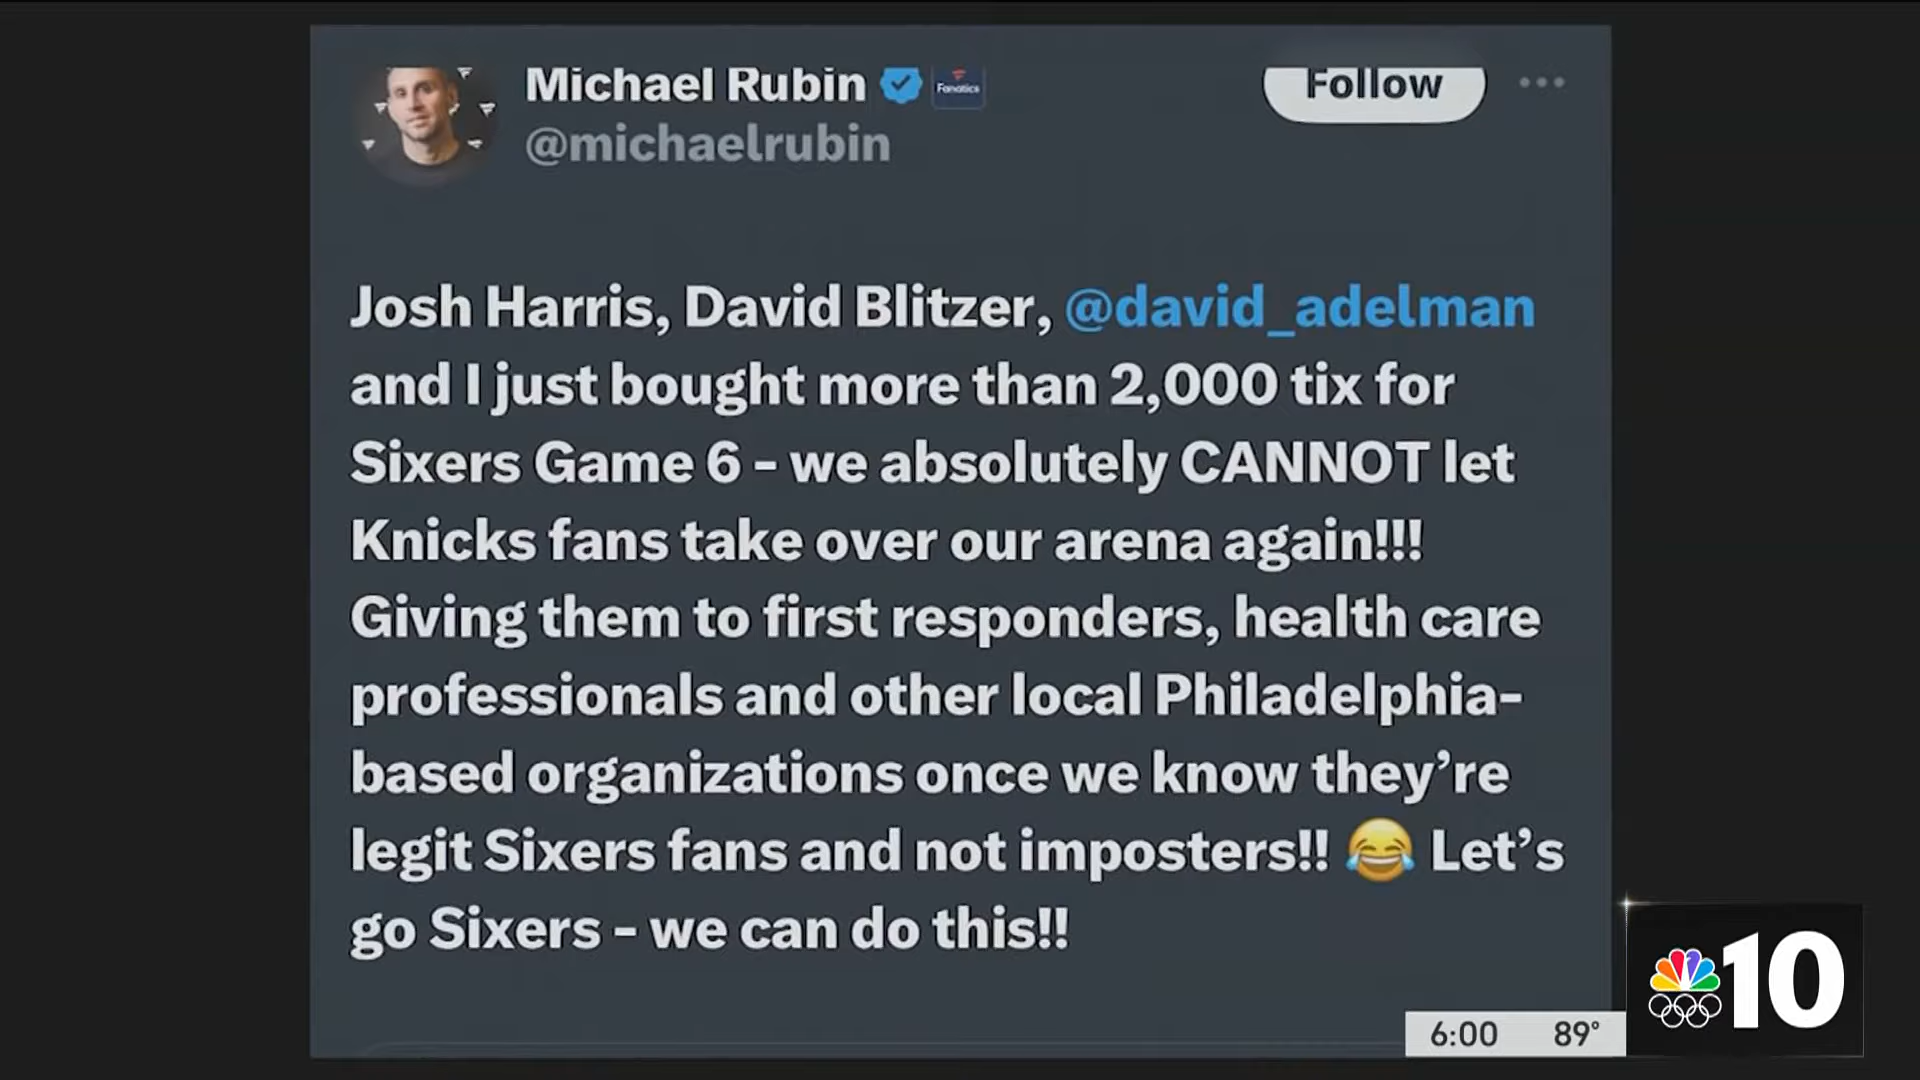 Michael Rubin
Fanatics
@michaelrubin
Follow
Josh Harris, David Blitzer, @david_adelman
and I just bought more than 2,000 tix for
Sixers Game 6 - we absolutely CANNOT let
Knicks fans take over our arena again!!!
Giving them to first responders, health care
professionals and other local Philadelphia-
based organizations once we know they’re
legit Sixers fans and not imposters!! 😂 Let’s
go Sixers - we can do this!!
10
6:00 89°